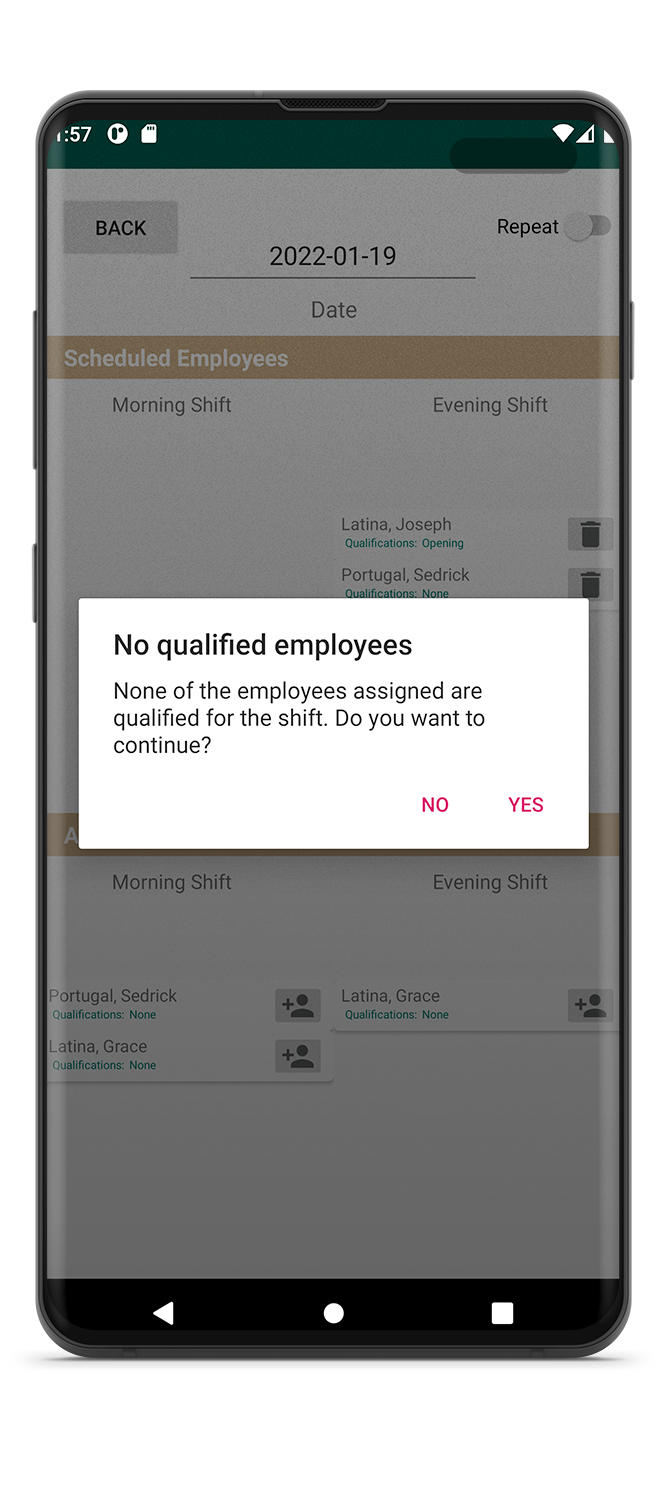 :57
BACK
Repeat
2022-01-19
Date
Scheduled Employees
Morning Shift
Evening Shift
Latina, Joseph
Qualifications: Opening
Portugal, Sedrick
Qualifications: None
No qualified employees
None of the employees assigned are
qualified for the shift. Do you want to
continue?
NO
YES
A
Morning Shift
Evening Shift
Portugal, Sedrick
Qualifications: None
Latina, Grace
Qualifications: None
Latina, Grace
Qualifications: None